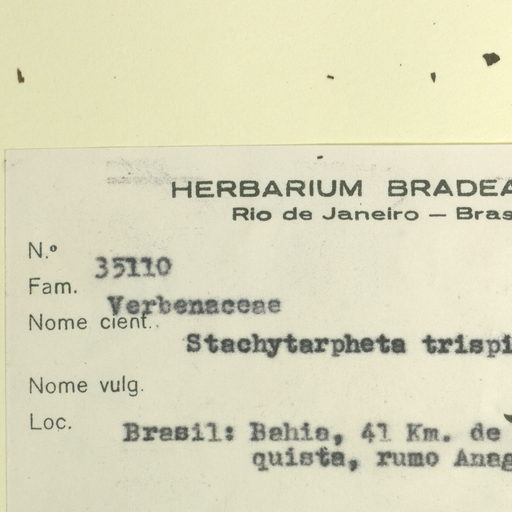 HERBARIUM BRADEA
Rio de Janeiro — Bras
N.º 35110
Fam. Verbenaceae
Nome cient.. Stachytarpheta trispi
Nome vulg.
Loc. Brasil: Bahia, 41 Km. de
quista, rumo Anag